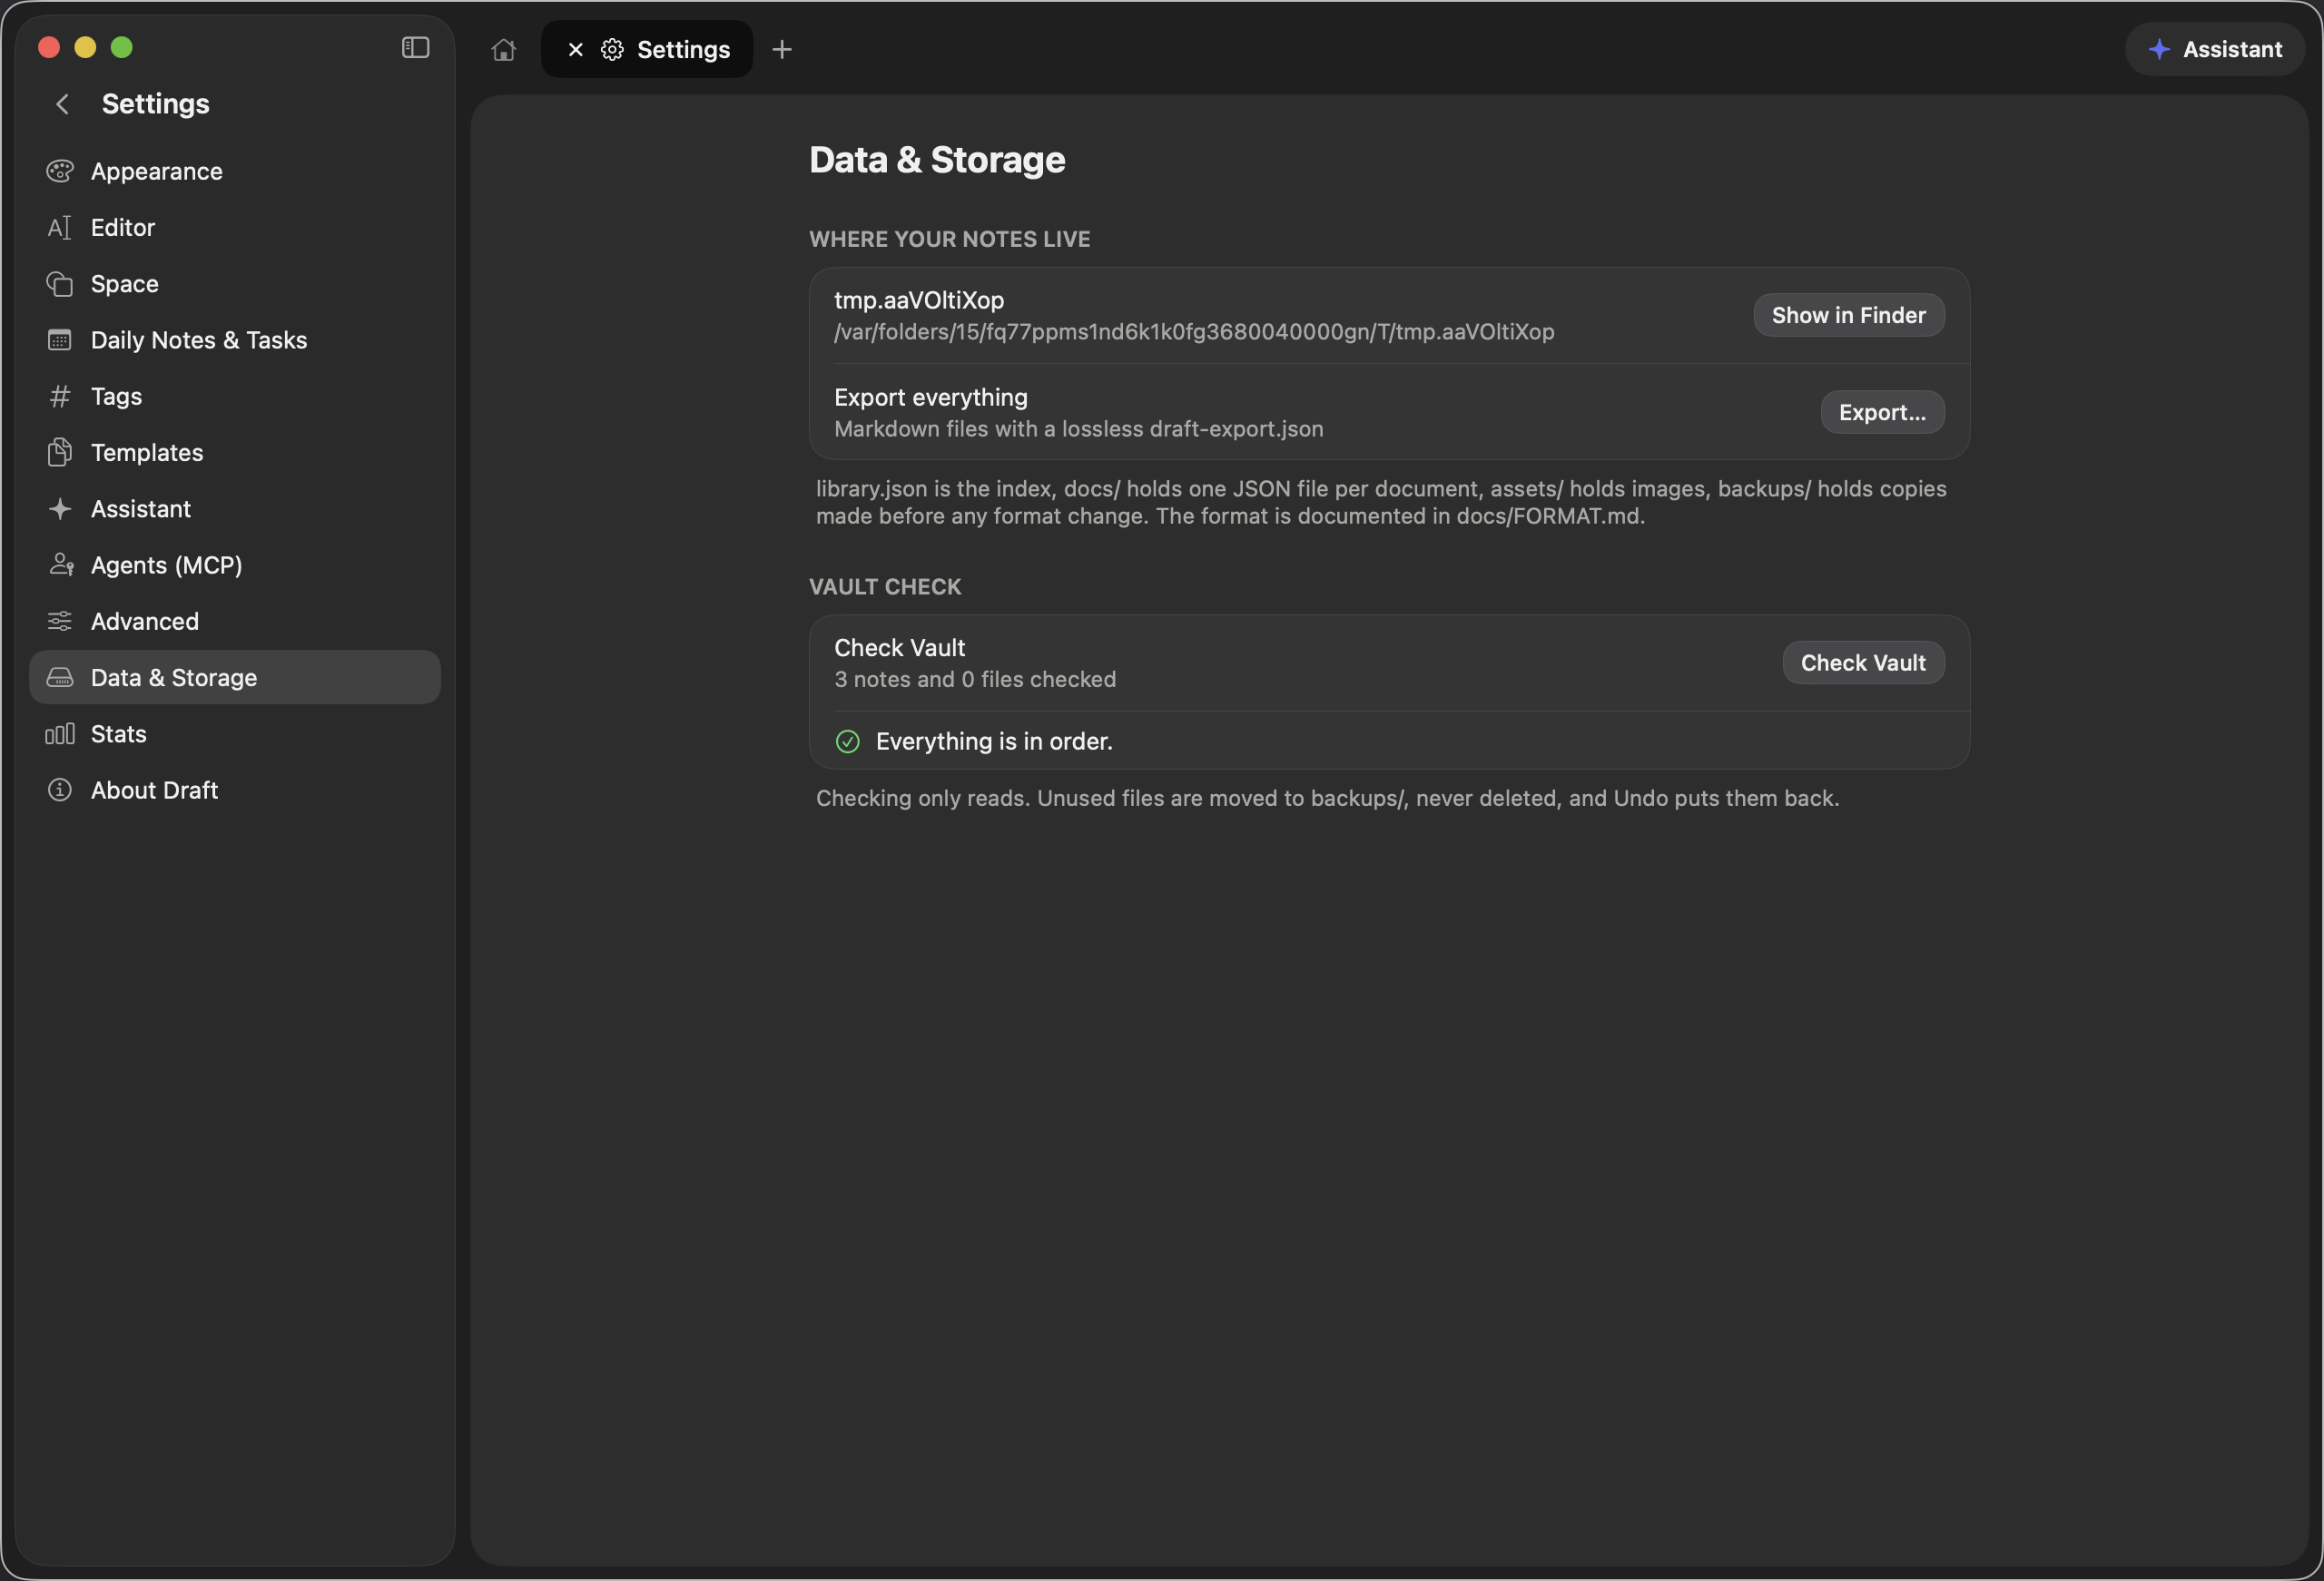 Settings
Assistant
Settings
Appearance
Editor
Space
Daily Notes & Tasks
Tags
Templates
Assistant
Agents (MCP)
Advanced
Data & Storage
Stats
About Draft
Data & Storage
WHERE YOUR NOTES LIVE
tmp.aaVOltiXop
/var/folders/15/fq77ppms1nd6k1k0fg3680040000gn/T/tmp.aaVOltiXop
Show in Finder
Export everything
Markdown files with a lossless draft-export.json
Export...
library.json is the index, docs/ holds one JSON file per document, assets/ holds images, backups/ holds copies
made before any format change. The format is documented in docs/FORMAT.md.
VAULT CHECK
Check Vault
3 notes and 0 files checked
Check Vault
Everything is in order.
Checking only reads. Unused files are moved to backups/, never deleted, and Undo puts them back.